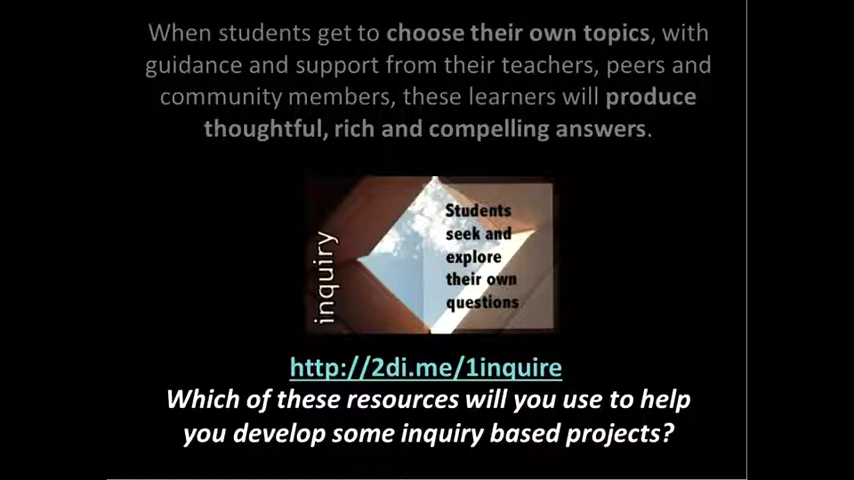 When students get to choose their own topics, with
guidance and support from their teachers, peers and
community members, these learners will produce
thoughtful, rich and compelling answers.
inquiry
Students
seek and
explore
their own
questions
http://2di.me/1inquire
Which of these resources will you use to help
you develop some inquiry based projects?